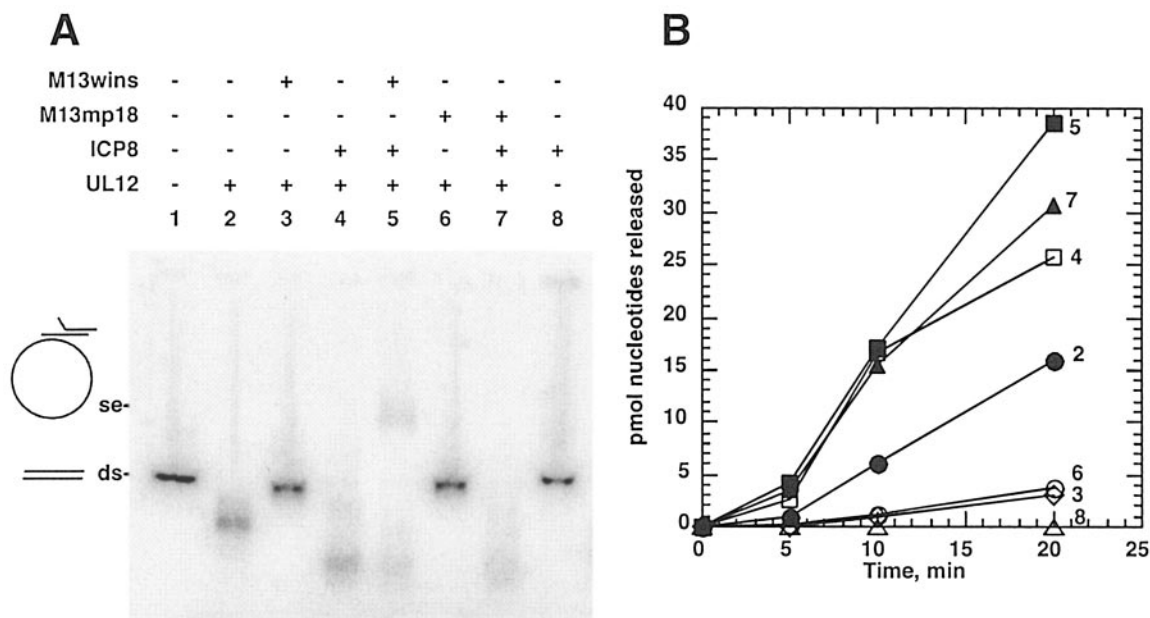 A
M13wins - - + - + - - -
M13mp18 - - - - - + + -
ICP8 - - - + + - + +
UL12 - + + + + + + -
1 2 3 4 5 6 7 8
se-
ds-
B
pmol nucleotides released
40
35
30
25
20
15
10
5
0
5
7
4
2
6
3
8
0 5 10 15 20 25
Time, min